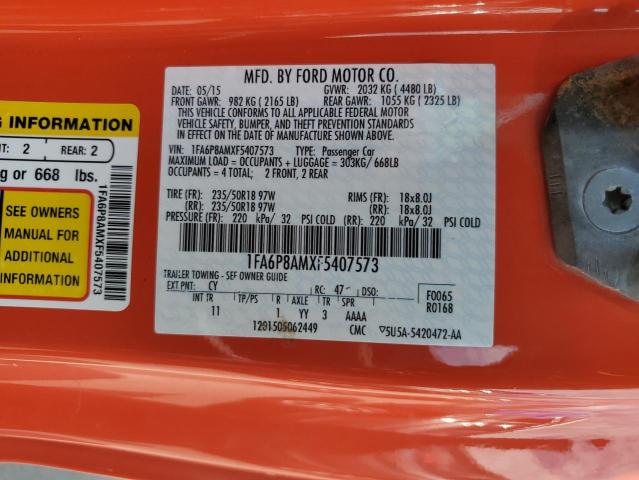 MFD. BY FORD MOTOR CO.
DATE: 05/15 GVWR: 2032 KG ( 4480 LB)
FRONT GAWR: 982 KG ( 2165 LB) REAR GAWR: 1055 KG ( 2325 LB)
THIS VEHICLE CONFORMS TO ALL APPLICABLE FEDERAL MOTOR
VEHICLE SAFETY, BUMPER, AND THEFT PREVENTION STANDARDS
IN EFFECT ON THE DATE OF MANUFACTURE SHOWN ABOVE.
VIN: 1FA6P8AMXF5407573 TYPE: Passenger Car
MAXIMUM LOAD = OCCUPANTS + LUGGAGE = 303KG/ 668LB
OCCUPANTS = 4 TOTAL; 2 FRONT, 2 REAR
TIRE (FR): 235/50R18 97W RIMS (FR): 18x8.0J
(RR): 235/50R18 97W (RR): 18x8.0J
PRESSURE (FR): 220 kPa/ 32 PSI COLD (RR): 220 kPa/ 32 PSI COLD
1FA6P8AMXF5407573
TRAILER TOWING - SEE OWNER GUIDE
EXT PNT: CY RC: 47 DSO: F0065
INT TR TP/PS R AXLE TR SPR R0168
11 1 YY 3 AAAA
1201505062449 CMC 5U5A-5420472-AA
G INFORMATION
NT: 2 REAR: 2
g or 668 lbs.
SEE OWNERS
MANUAL FOR
ADDITIONAL
INFORMATION
1FA6P8AMXF5407573